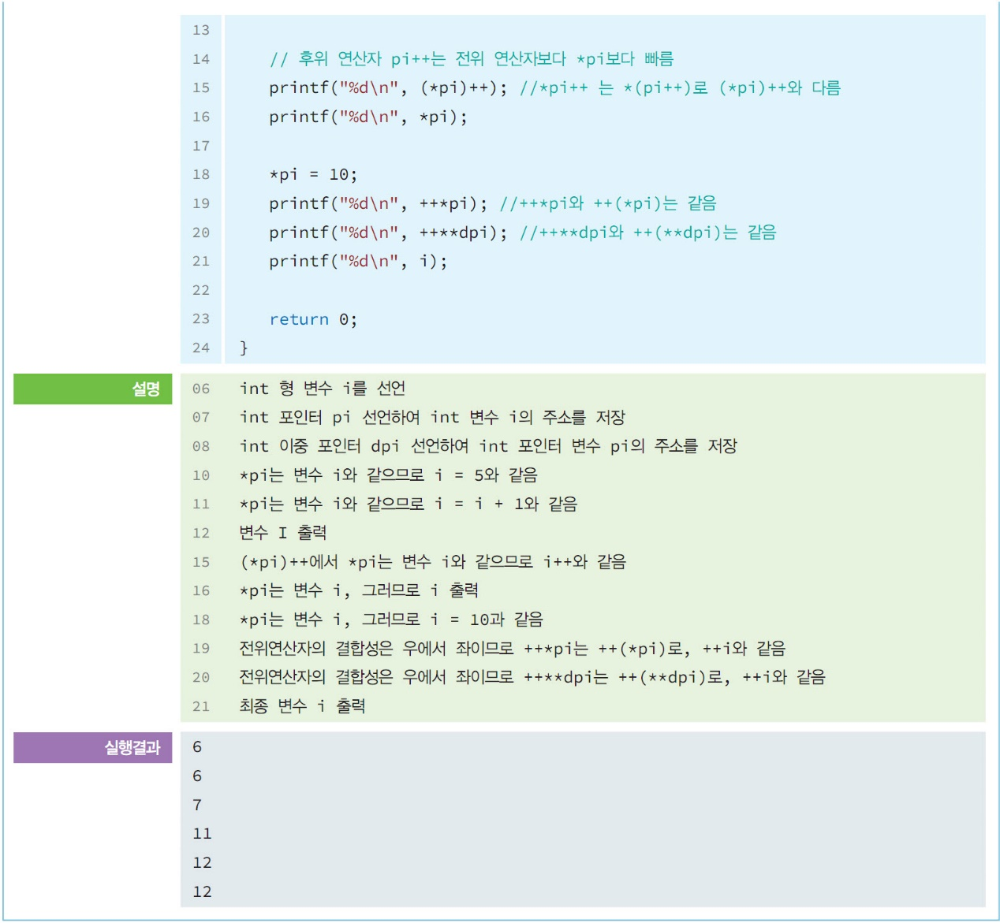 13
14 // 후위 연산자 pi++는 전위 연산자보다 *pi보다 빠름
15 printf("%d\n", (*pi)++); //*pi++ 는 *(pi++)로 (*pi)++와 다름
16 printf("%d\n", *pi);
17
18 *pi = 10;
19 printf("%d\n", ++*pi); //++*pi와 ++(*pi)는 같음
20 printf("%d\n", ++**dpi); //++**dpi와 ++(**dpi)는 같음
21 printf("%d\n", i);
22
23 return 0;
24 }
설명
06 int 형 변수 i를 선언
07 int 포인터 pi 선언하여 int 변수 i의 주소를 저장
08 int 이중 포인터 dpi 선언하여 int 포인터 변수 pi의 주소를 저장
10 *pi는 변수 i와 같으므로 i = 5와 같음
11 *pi는 변수 i와 같으므로 i = i + 1와 같음
12 변수 I 출력
15 (*pi)++에서 *pi는 변수 i와 같으므로 i++와 같음
16 *pi는 변수 i, 그러므로 i 출력
18 *pi는 변수 i, 그러므로 i = 10과 같음
19 전위연산자의 결합성은 우에서 좌이므로 ++*pi는 ++(*pi)로, ++i와 같음
20 전위연산자의 결합성은 우에서 좌이므로 ++**dpi는 ++(**dpi)로, ++i와 같음
21 최종 변수 i 출력
실행결과
6
6
7
11
12
12